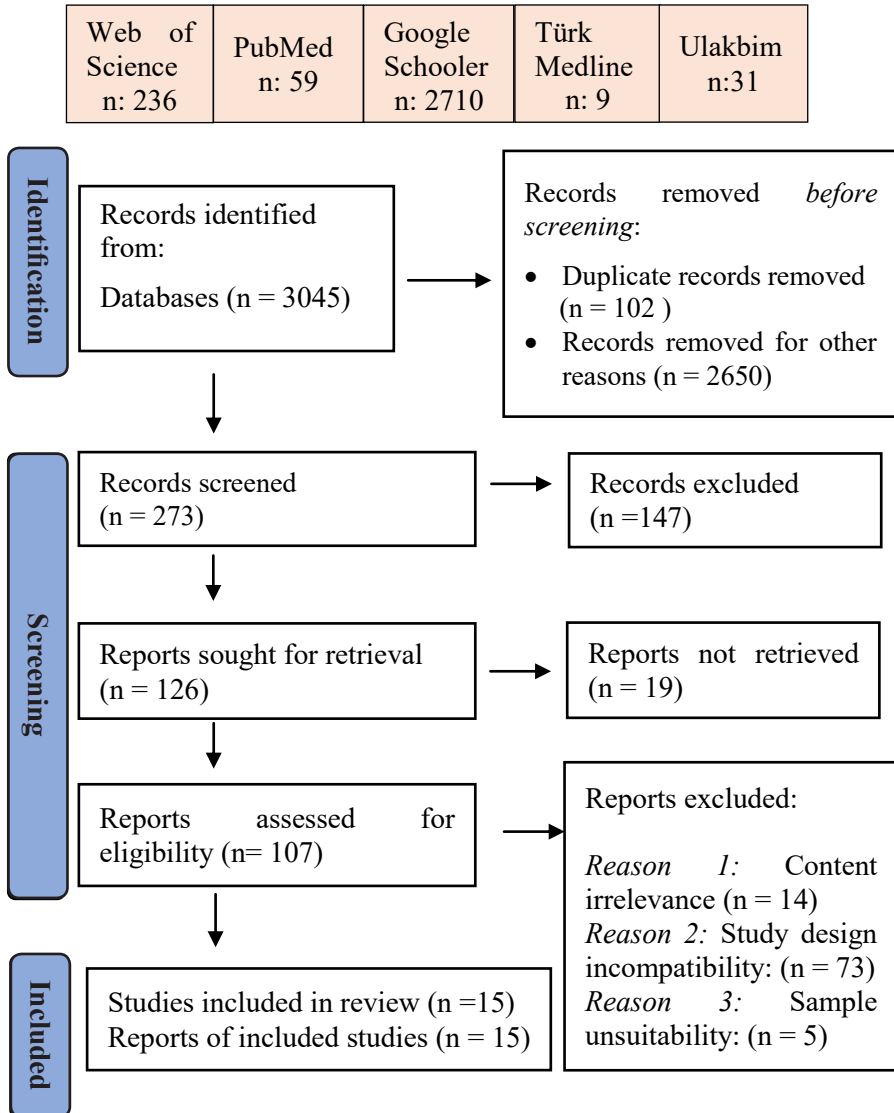 Web of
Science
n: 236
PubMed
n: 59
Google
Schooler
n: 2710
Türk
Medline
n: 9
Ulakbim
n:31
Identification
Records identified
from:
Databases (n = 3045)
Records removed before
screening:
• Duplicate records removed
(n = 102 )
• Records removed for other
reasons (n = 2650)
Screening
Records screened
(n = 273)
Records excluded
(n =147)
Reports sought for retrieval
(n = 126)
Reports not retrieved
(n = 19)
Reports assessed for
eligibility (n= 107)
Reports excluded:
Reason 1: Content
irrelevance (n = 14)
Reason 2: Study design
incompatibility: (n = 73)
Reason 3: Sample
unsuitability: (n = 5)
Included
Studies included in review (n =15)
Reports of included studies (n = 15)